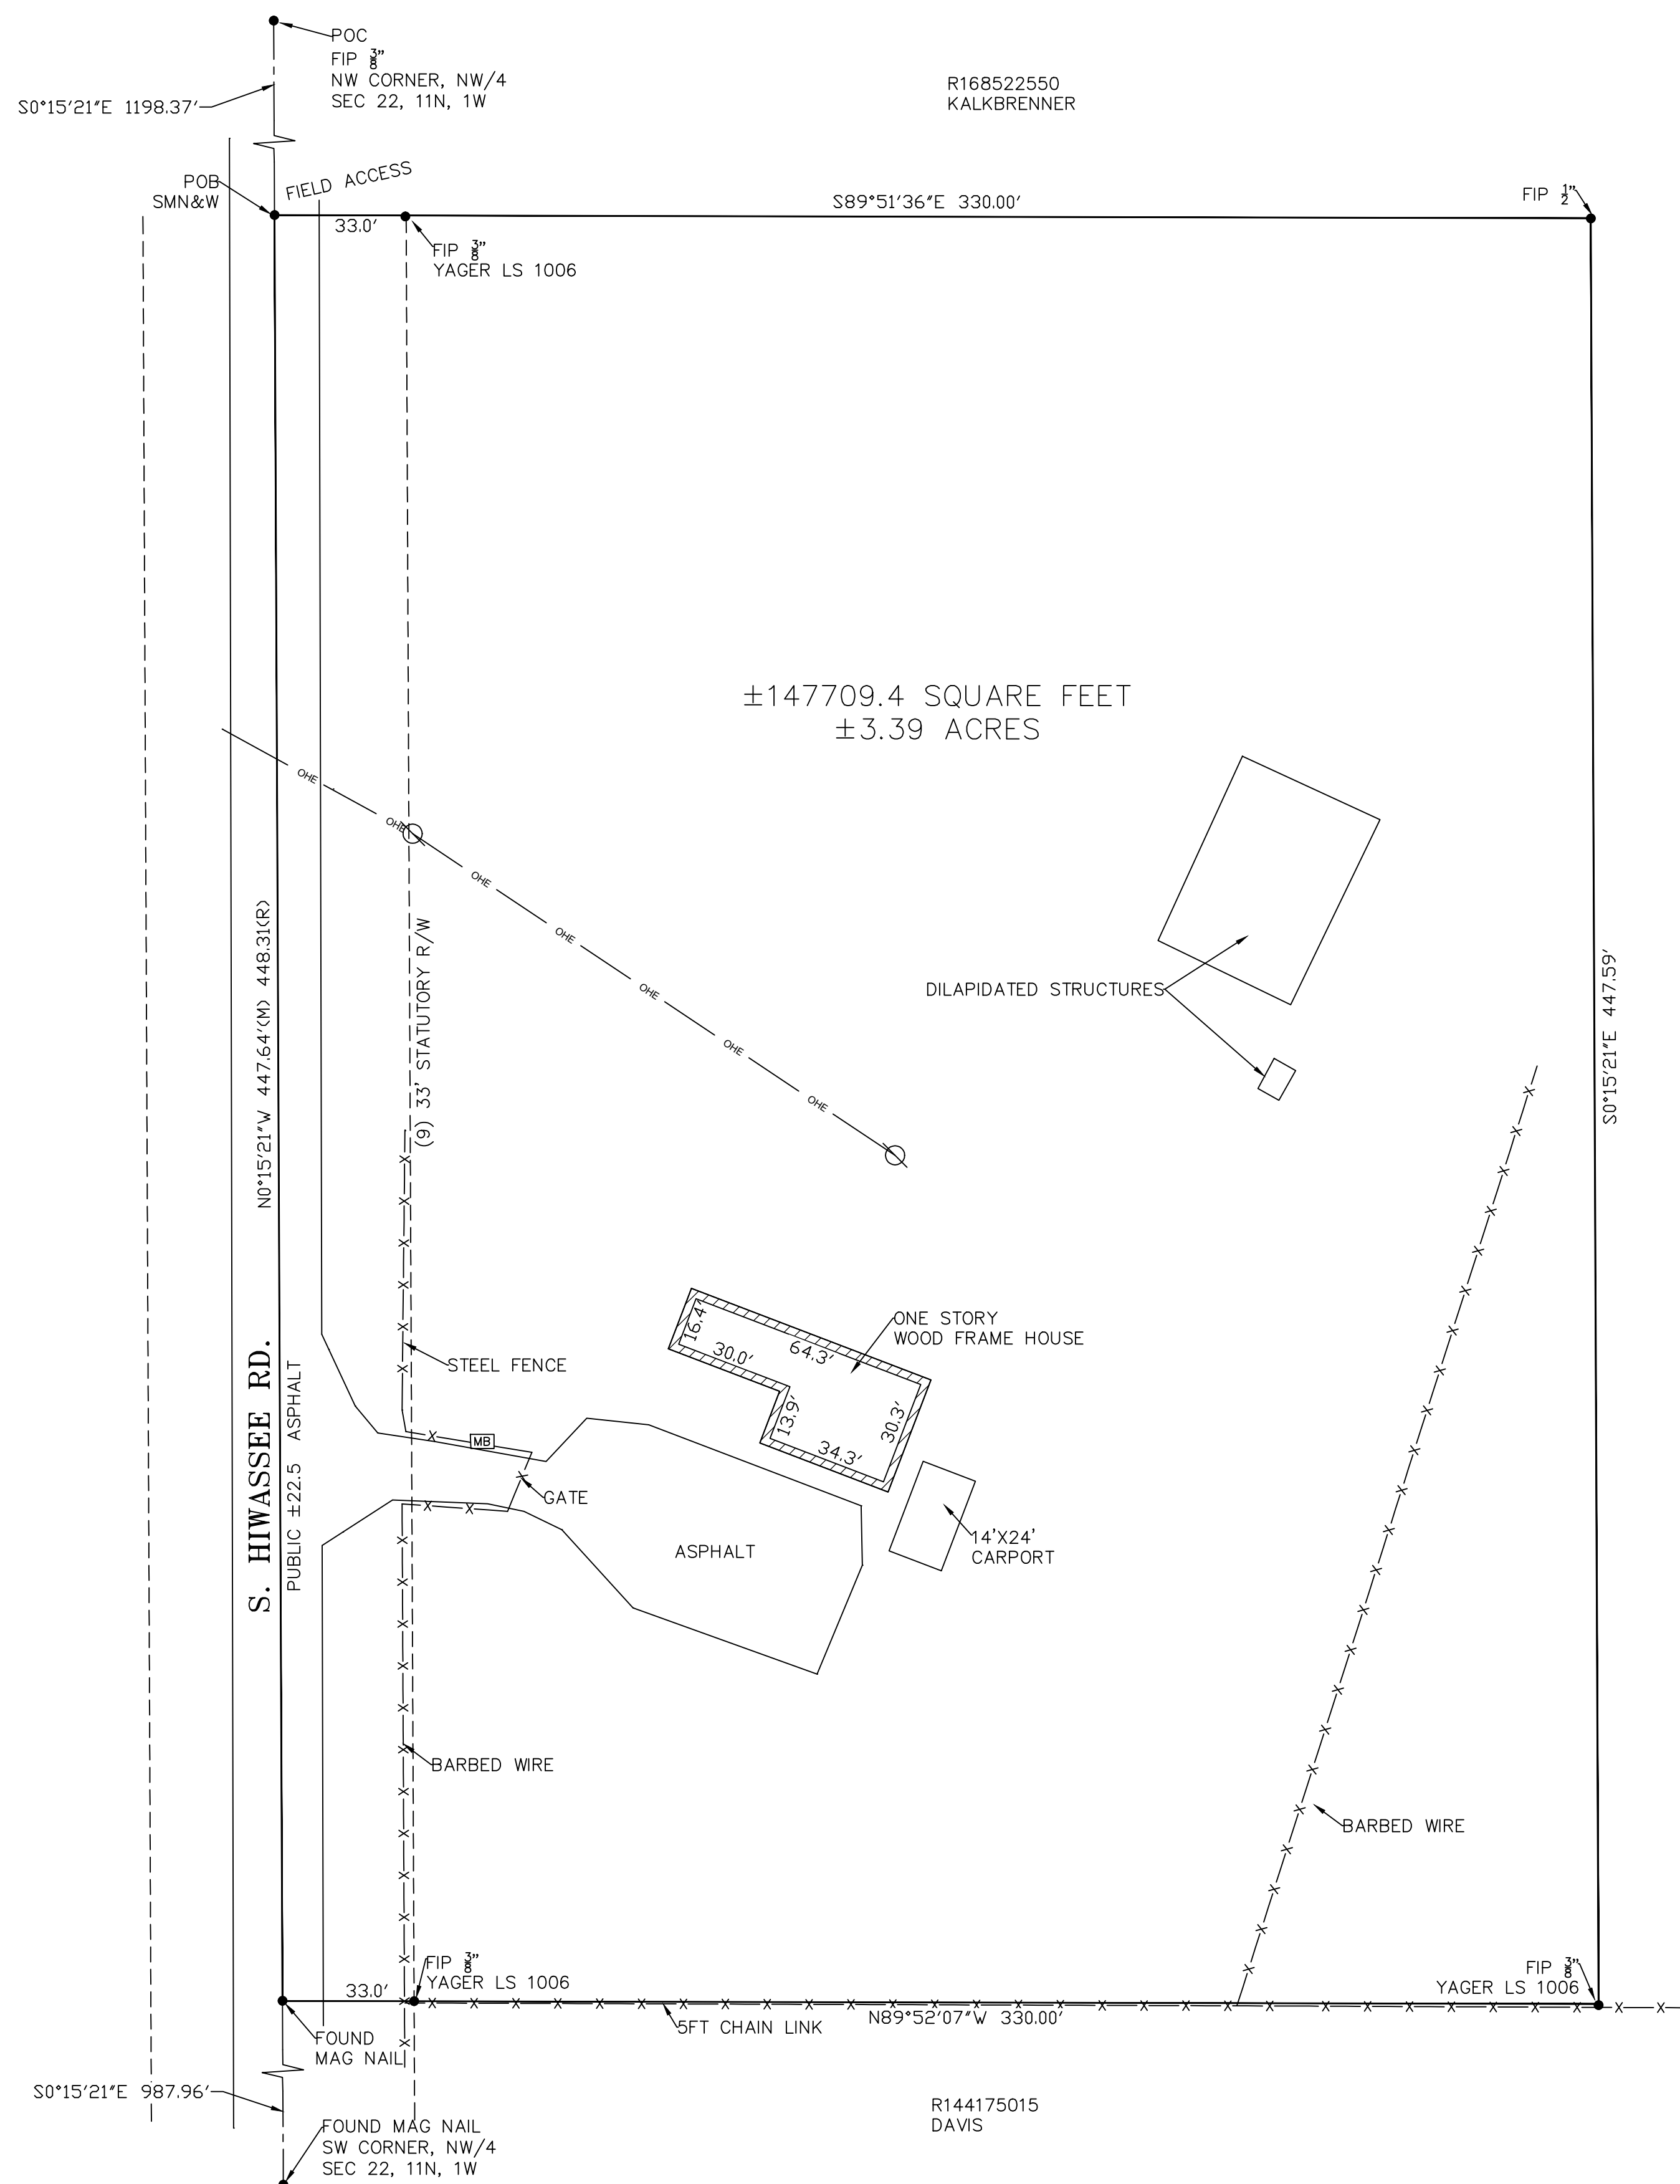 POC
FIP 3/8"
NW CORNER, NW/4
SEC 22, 11N, 1W
S0°15'21"E 1198.37'
R168522550
KALKBRENNER
POB
SMN&W
FIELD ACCESS
S89°51'36"E 330.00'
FIP 1/2"
33.0'
FIP 3/8"
YAGER LS 1006
±147709.4 SQUARE FEET
±3.39 ACRES
OHE
OHE
OHE
OHE
OHE
OHE
OHE
N0°15'21"W 447.64'(M) 448.31(R)
(9) 33' STATUTORY R/W
DILAPIDATED STRUCTURES
S0°15'21"E 447.59'
ONE STORY
WOOD FRAME HOUSE
16.4'
30.0'
64.3'
13.9'
34.3'
30.3'
STEEL FENCE
MB
GATE
S. HIWASSEE RD.
PUBLIC ±22.5 ASPHALT
ASPHALT
14'X24'
CARPORT
BARBED WIRE
BARBED WIRE
FIP 3/8"
YAGER LS 1006
33.0'
FIP 3/8"
YAGER LS 1006
FOUND
MAG NAIL
5FT CHAIN LINK
N89°52'07"W 330.00'
S0°15'21"E 987.96'
R144175015
DAVIS
FOUND MAG NAIL
SW CORNER, NW/4
SEC 22, 11N, 1W